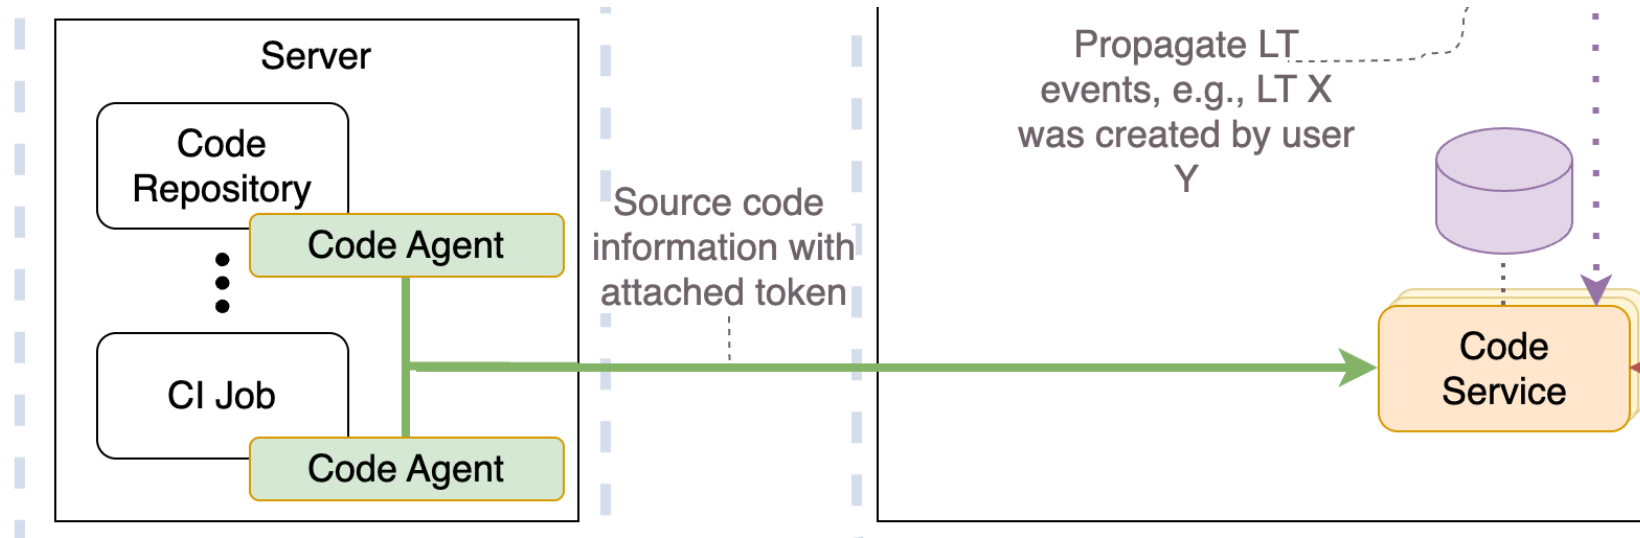 Server
Code
Repository
Code Agent
CI Job
Code Agent
Source code
information with
attached token
Propagate LT
events, e.g., LT X
was created by user
Y
Code
Service